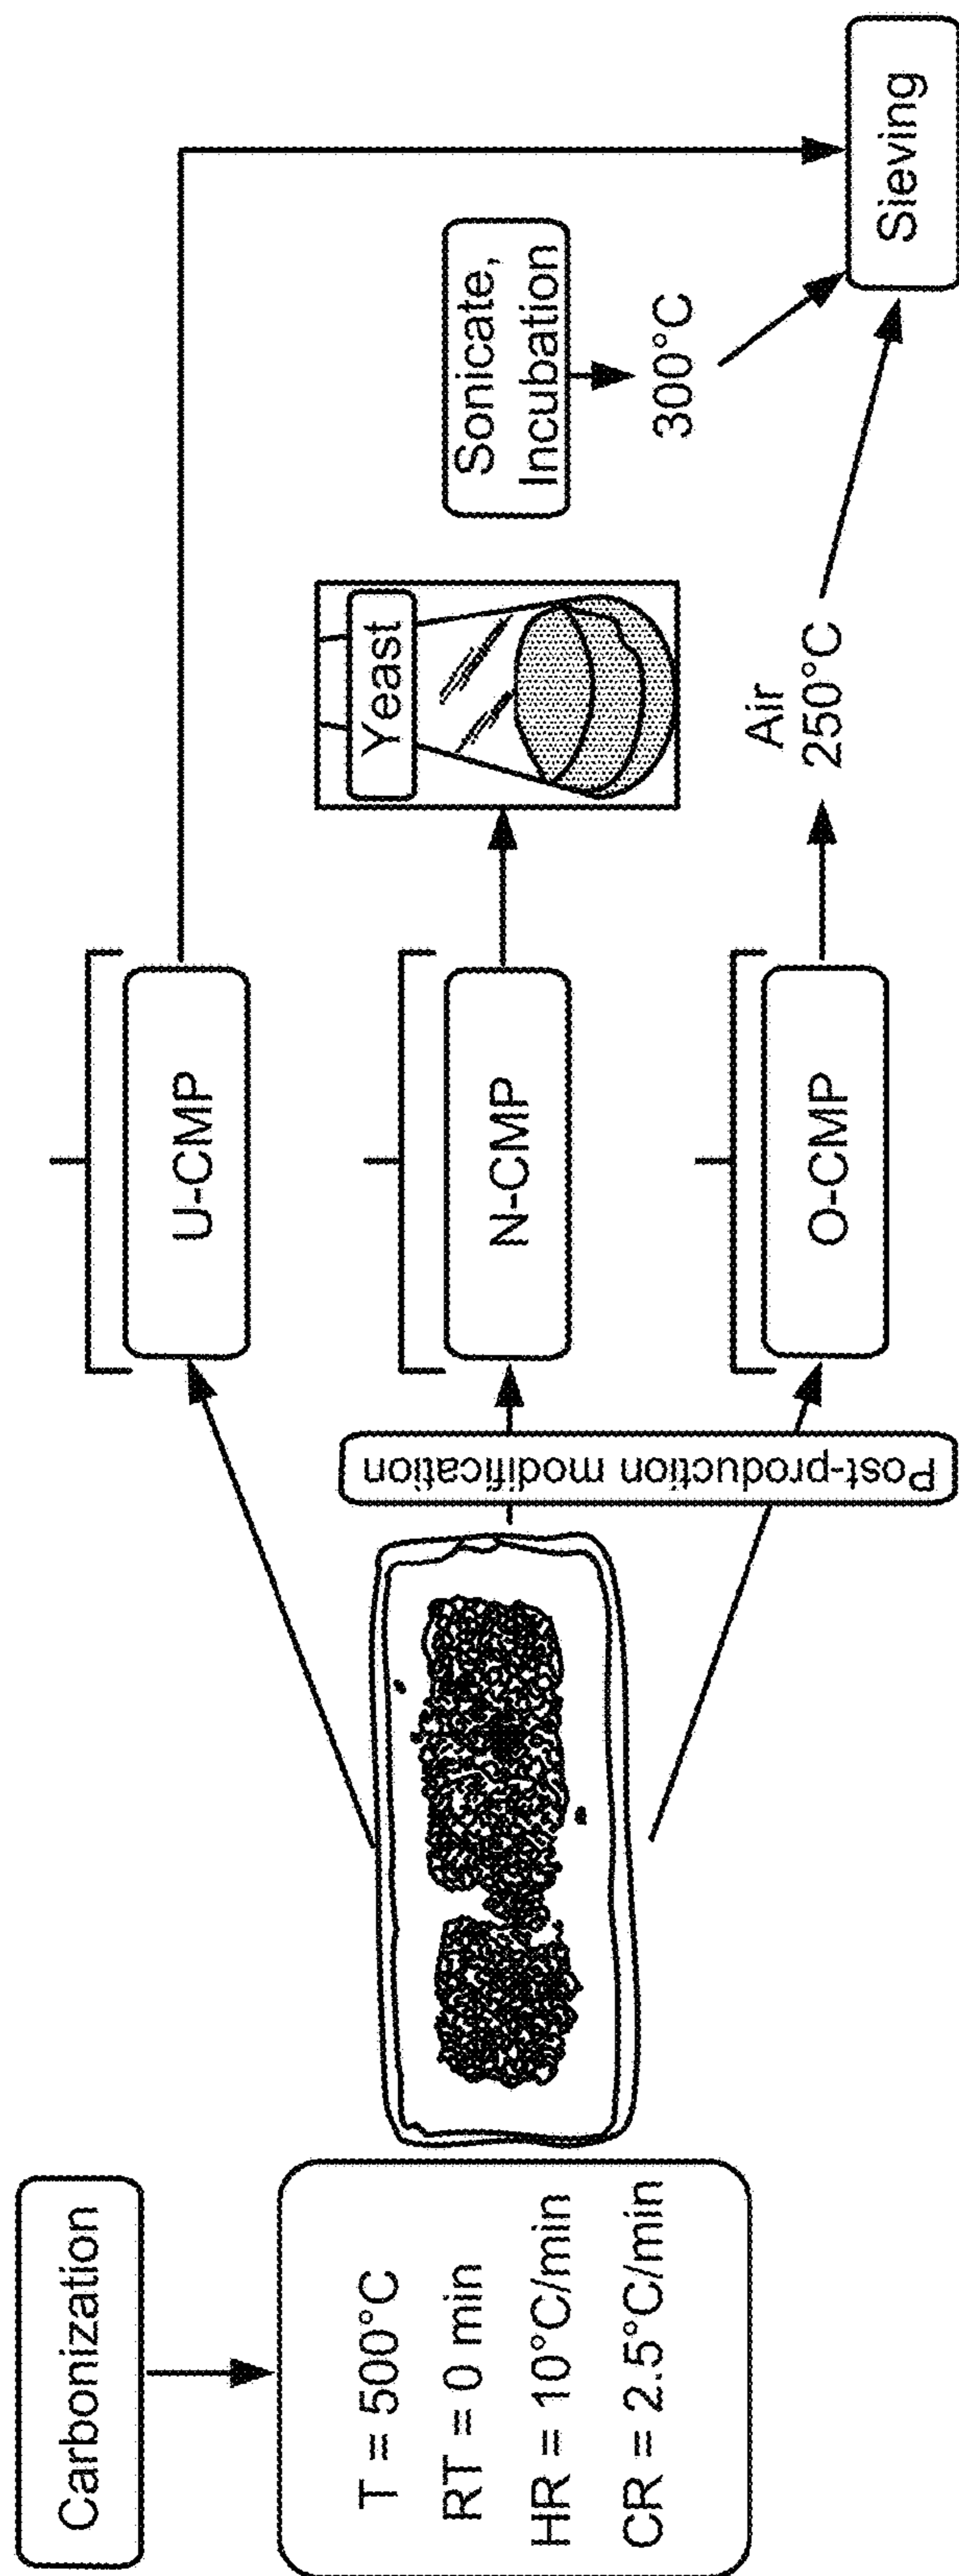 Carbonization
T = 500°C
RT = 0 min
HR = 10°C/min
CR = 2.5°C/min
Post-production modification
U-CMP
N-CMP
O-CMP
Yeast
Air
250°C
Sonicate,
Incubation
300°C
Sieving